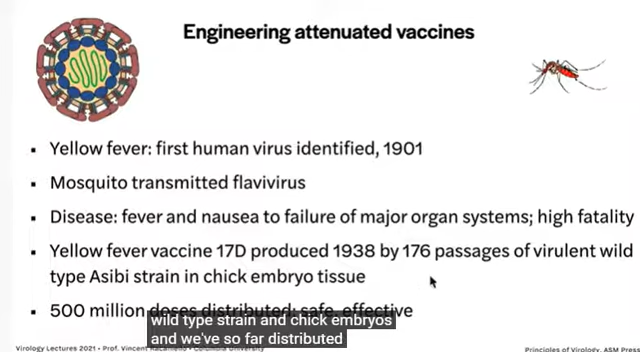 Engineering attenuated vaccines
▪ Yellow fever: first human virus identified, 1901
▪ Mosquito transmitted flavivirus
▪ Disease: fever and nausea to failure of major organ systems; high fatality
▪ Yellow fever vaccine 17D produced 1938 by 176 passages of virulent wild
type Asibi strain in chick embryo tissue
▪ 500 million doses distributed; safe, effective
wild type strain and chick embryos
and we've so far distributed
Virology Lectures 2021 • Prof. Vincent Racaniello • Columbia University
Principles of Virology, ASM Press